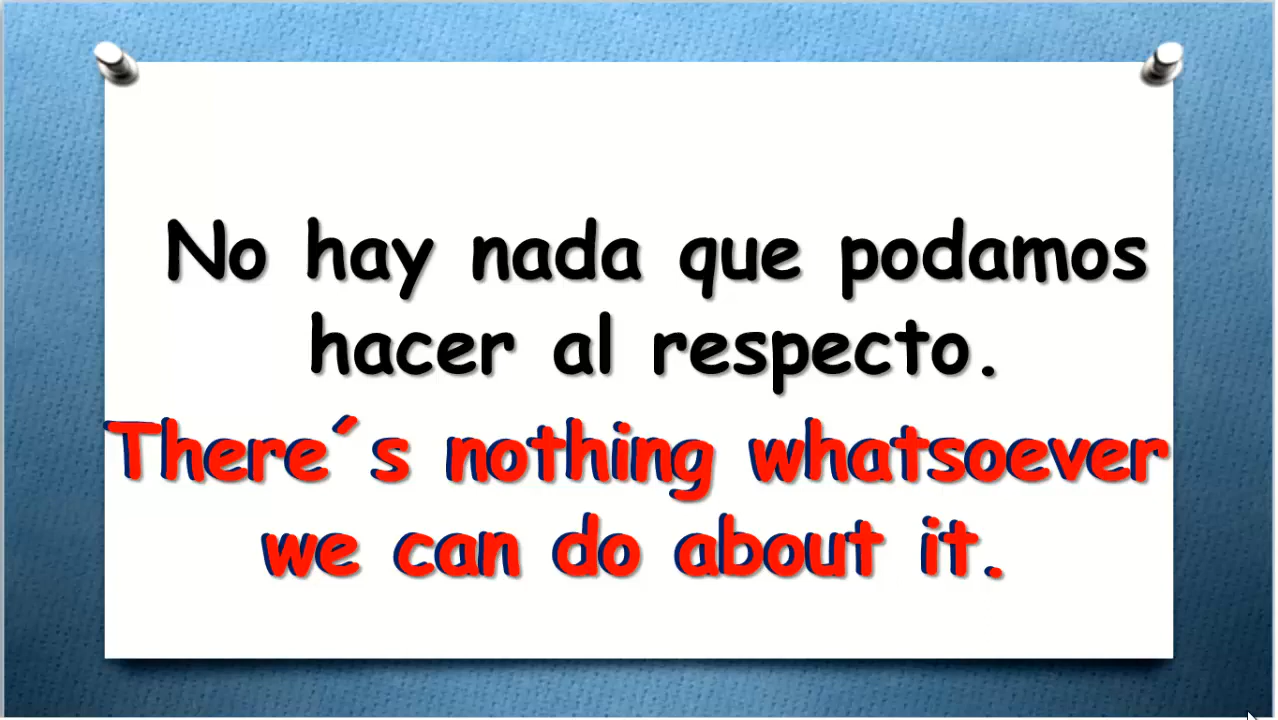 No hay nada que podamos
hacer al respecto.
There´s nothing whatsoever
we can do about it.